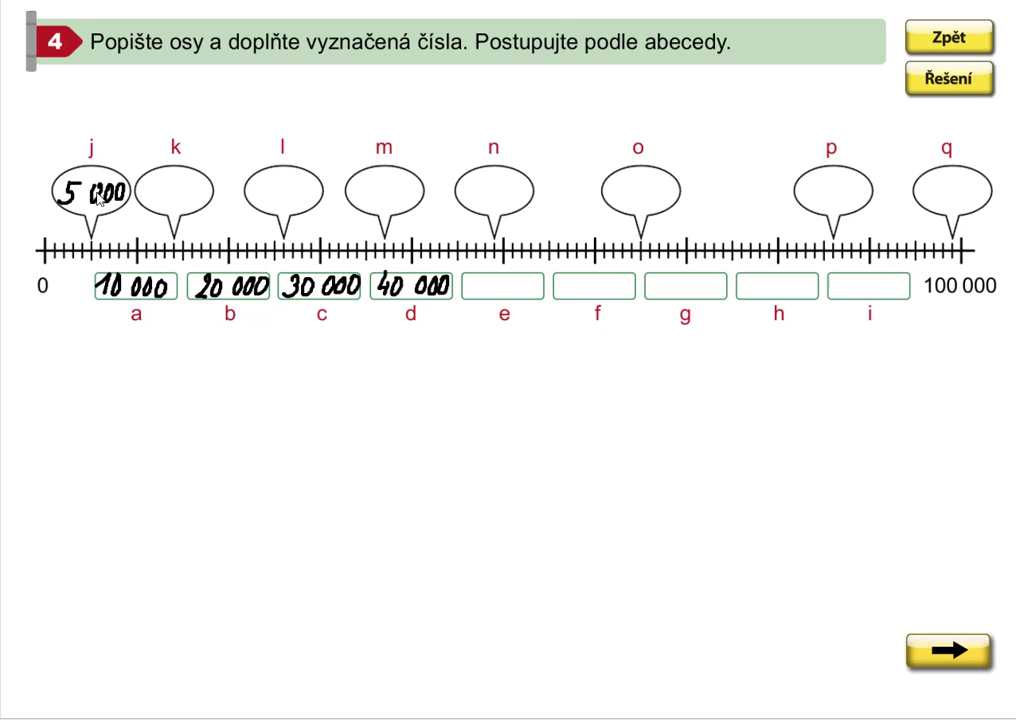 4 Popište osy a doplňte vyznačená čísla. Postupujte podle abecedy.
Zpět
Řešení
j k l m n o p q
5 000
0 10 000 20 000 30 000 40 000 100 000
a b c d e f g h i